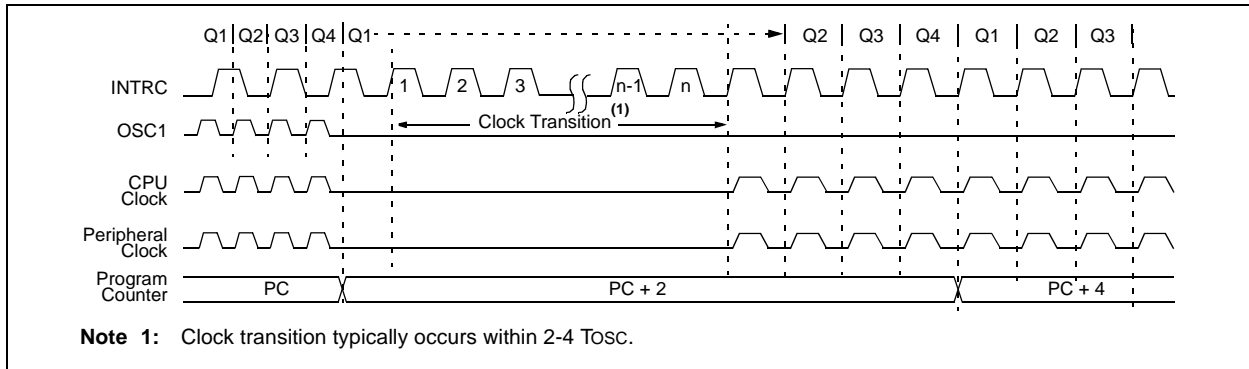 Q1 Q2 Q3 Q4 Q1 Q2 Q3 Q4 Q1 Q2 Q3
INTRC 1 2 3 n-1 n
OSC1 Clock Transition(1)
CPU
Clock
Peripheral
Clock
Program
Counter PC PC + 2 PC + 4
Note 1: Clock transition typically occurs within 2-4 TOSC.